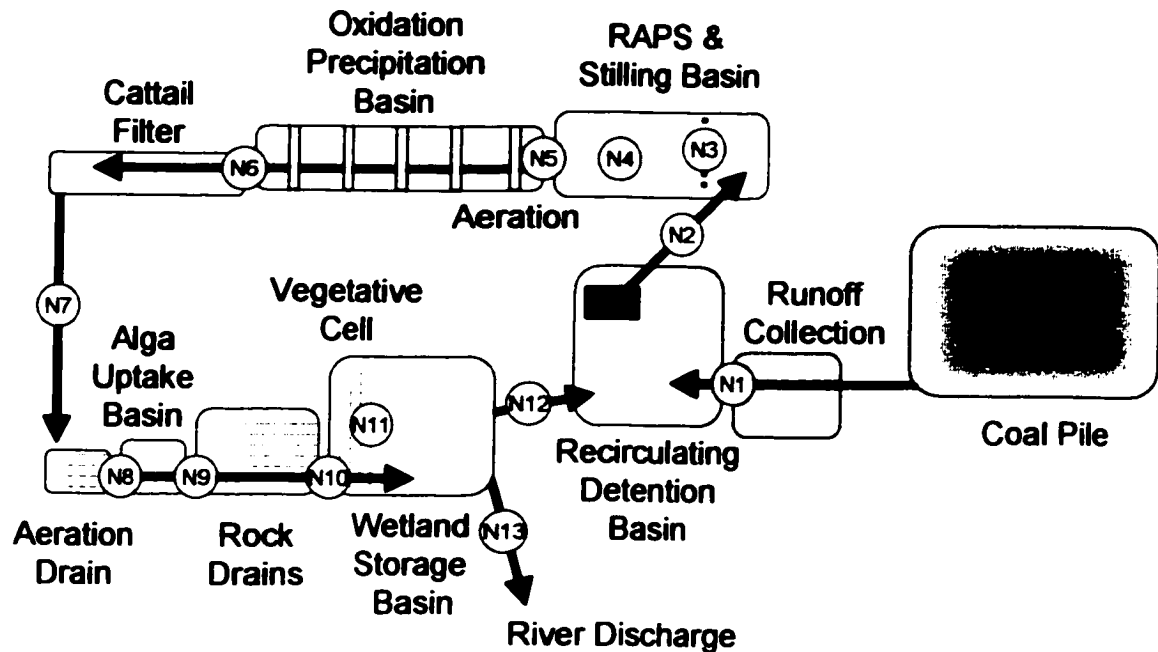 Oxidation
Precipitation
Basin
RAPS &
Stilling Basin
Cattail
Filter
N6
N5
N4
N3
Aeration
N2
N7
Vegetative
Cell
Runoff
Collection
Alga
Uptake
Basin
N1
N12
N11
Coal Pile
Recirculating
Detention
Basin
N8
N9
N10
Aeration
Drain
Rock
Drains
Wetland
Storage
Basin
N13
River Discharge